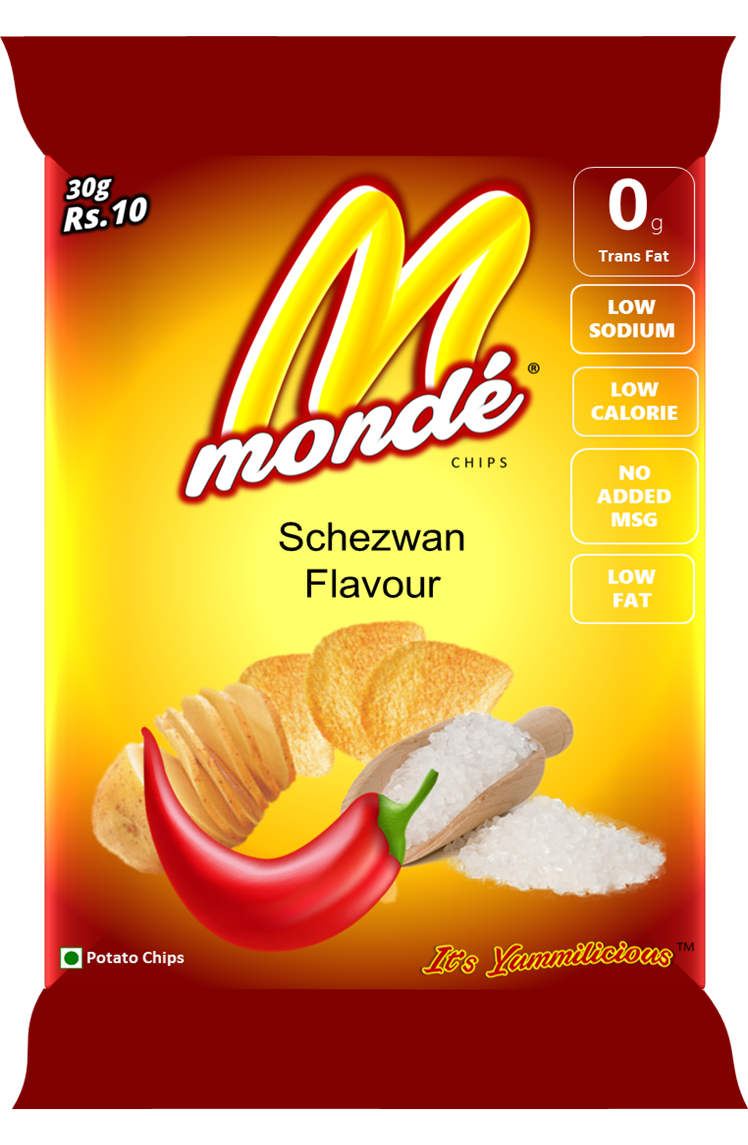 30g
Rs.10
0g
Trans Fat
LOW
SODIUM
LOW
CALORIE
NO
ADDED
MSG
LOW
FAT
M
mondé®
CHIPS
Schezwan
Flavour
Potato Chips
It's Yummilicious™